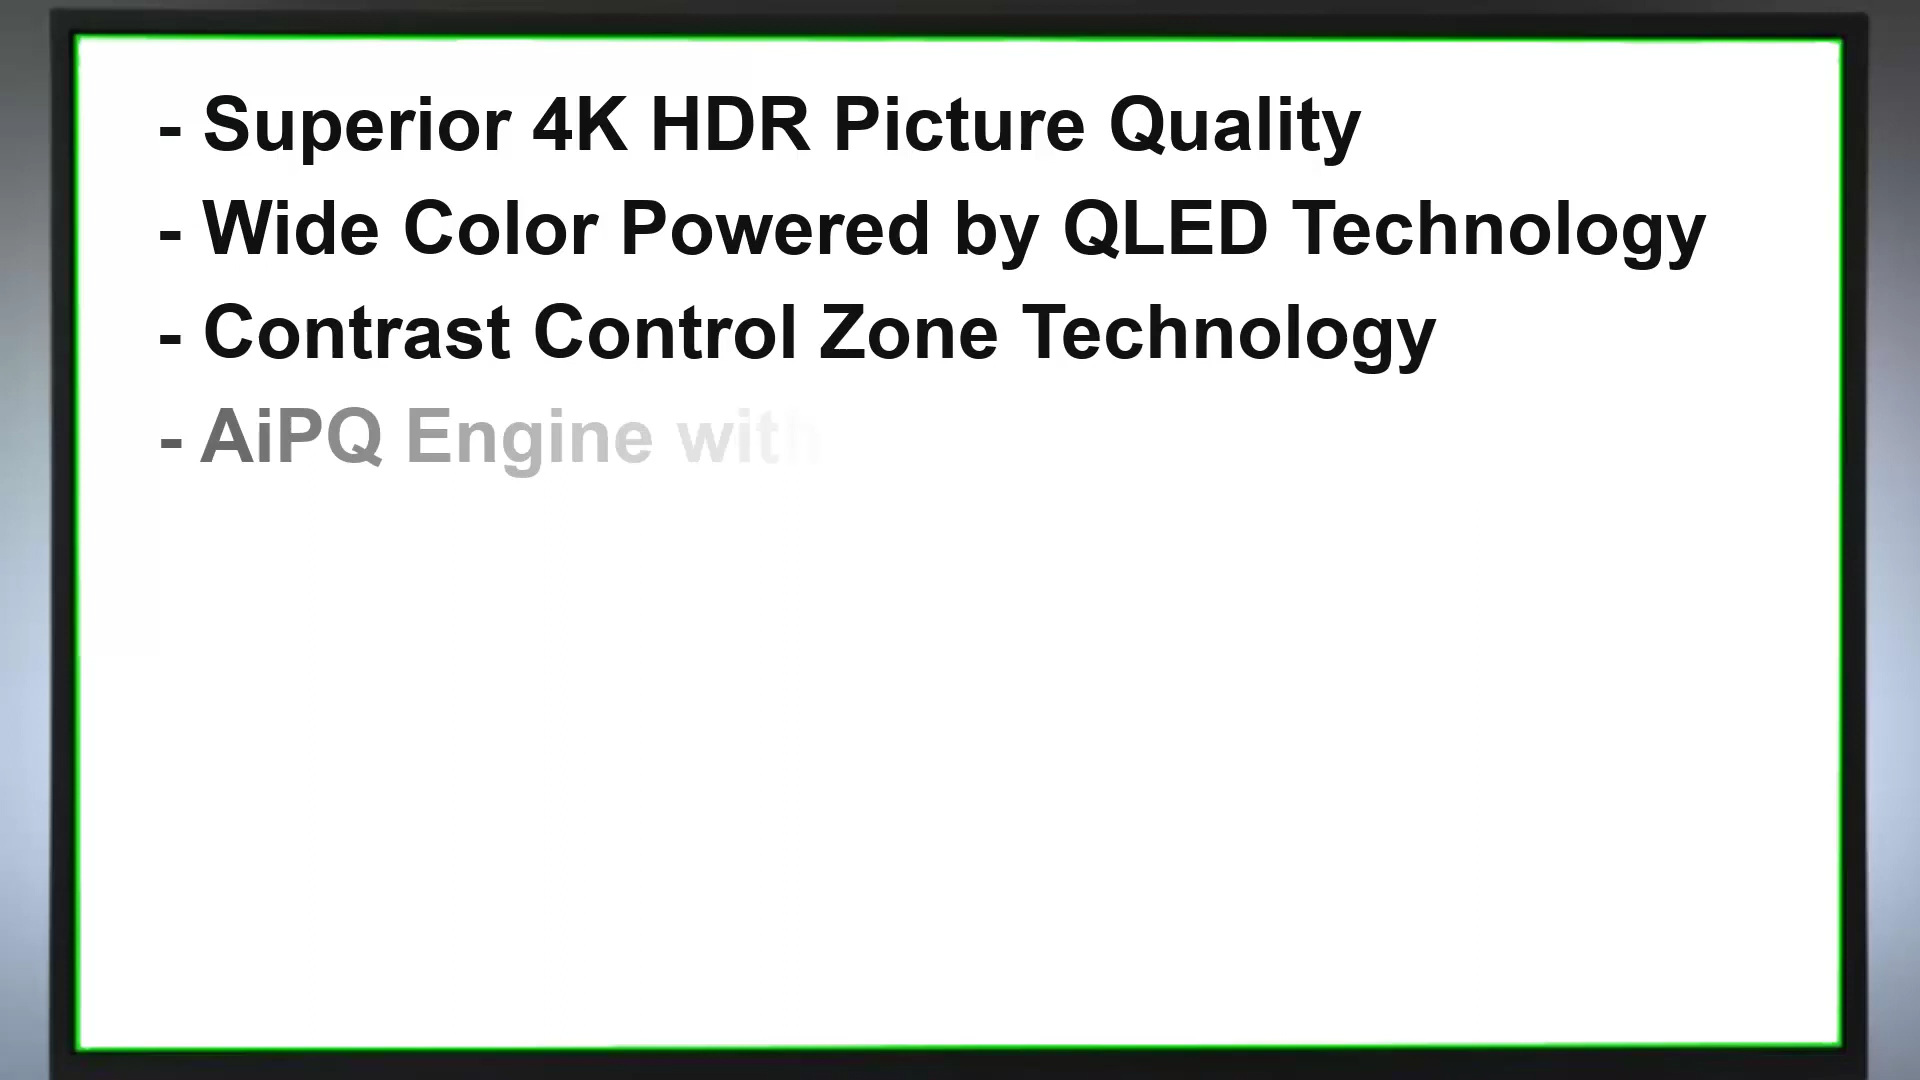 - Superior 4K HDR Picture Quality
- Wide Color Powered by QLED Technology
- Contrast Control Zone Technology
- AiPQ Engine with